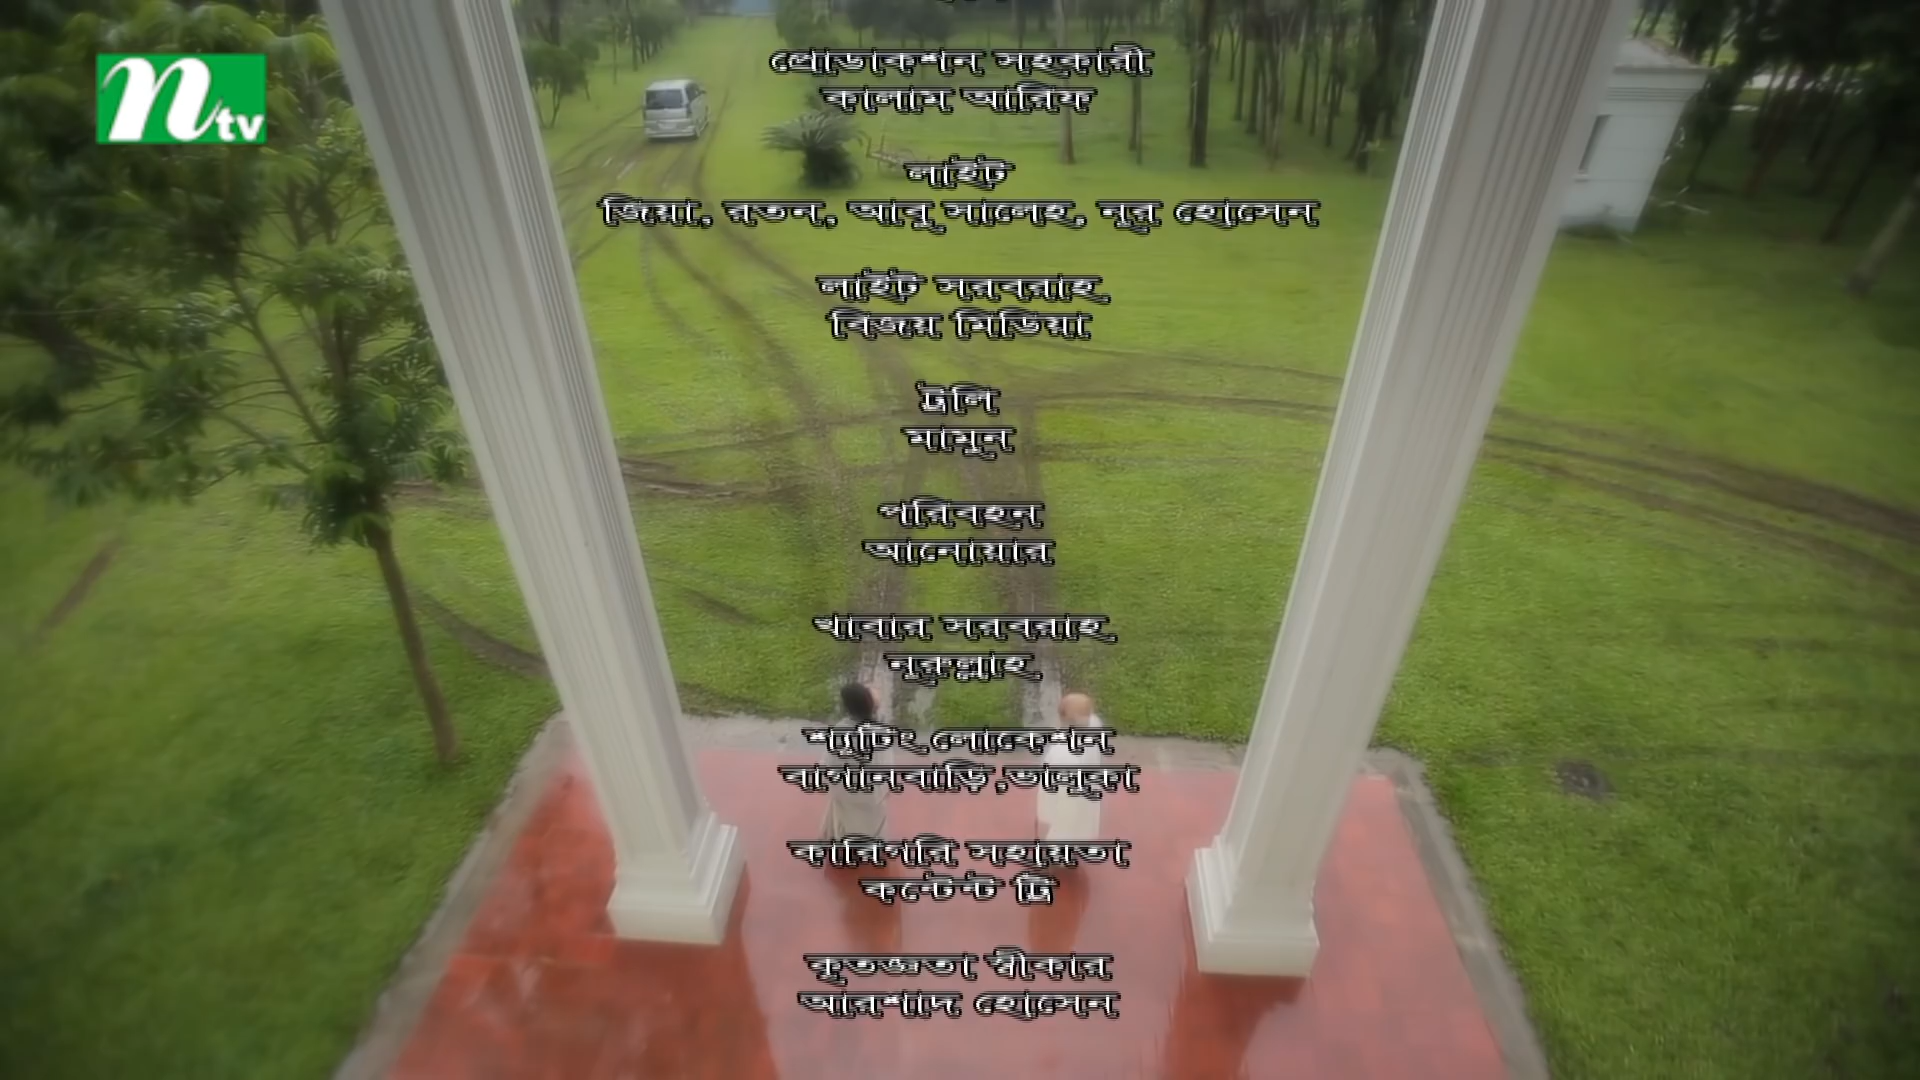 ntv
প্রোডাকশন সহকারী
কালাম আরিফ
লাইট
জিয়া, রতন, আবু সালেহ, নুর হোসেন
লাইট সরবরাহ
বিজয় মিডিয়া
ট্রলি
মামুন
পরিবহন
আনোয়ার
খাবার সরবরাহ
নুরুল্লাহ
শ্যুটিং লোকেশন
বাগানবাড়ি,ভালুকা
কারিগরি সহায়তা
কন্টেন্ট ট্রি
কৃতজ্ঞতা স্বীকার
আরশাদ হোসেন